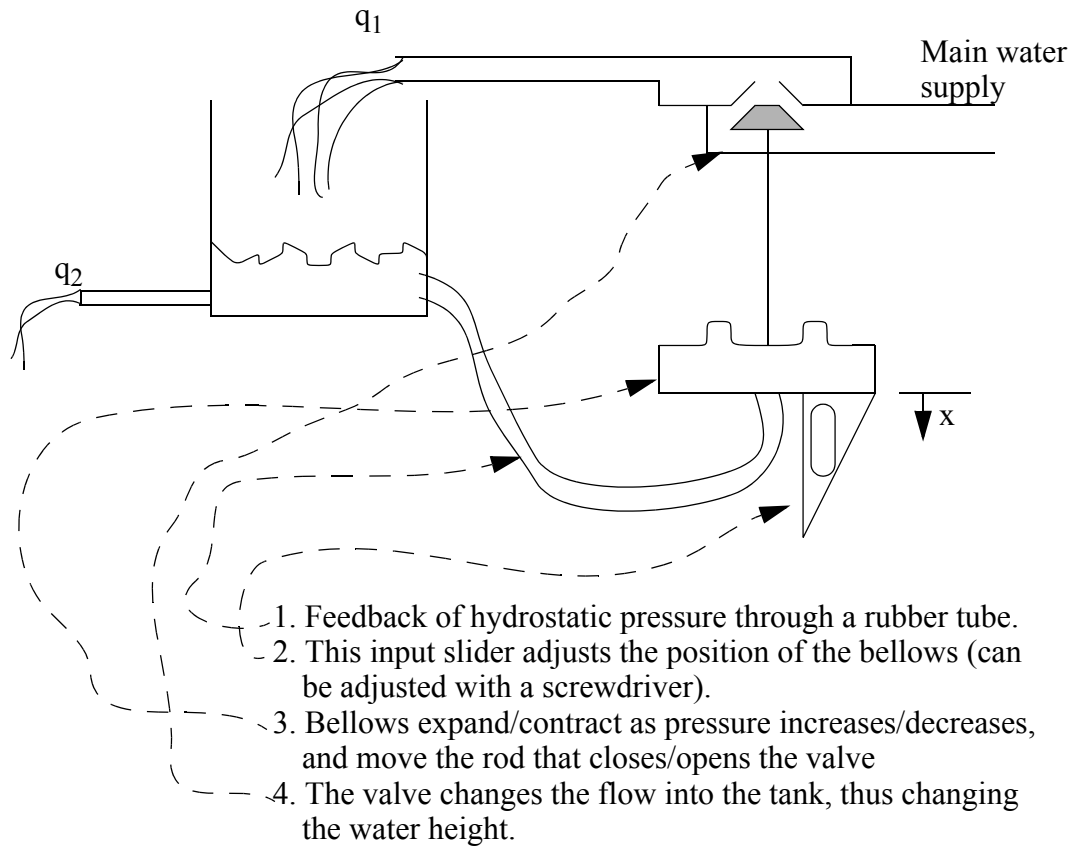 q1
Main water
supply
q2
x
1. Feedback of hydrostatic pressure through a rubber tube.
2. This input slider adjusts the position of the bellows (can
be adjusted with a screwdriver).
3. Bellows expand/contract as pressure increases/decreases,
and move the rod that closes/opens the valve
4. The valve changes the flow into the tank, thus changing
the water height.